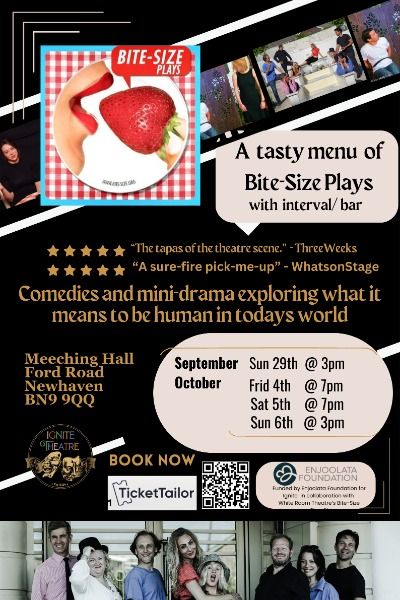 BITE-SIZE
PLAYS
WWW.BITE-SIZE.ORG
A tasty menu of
Bite-Size Plays
with interval/ bar
"The tapas of the theatre scene." - ThreeWeeks
"A sure-fire pick-me-up" - WhatsonStage
Comedies and mini-drama exploring what it
means to be human in todays world
Meeching Hall
Ford Road
Newhaven
BN9 9QQ
September Sun 29th @ 3pm
October Frid 4th @ 7pm
Sat 5th @ 7pm
Sun 6th @ 3pm
IGNITE
THEATRE
BOOK NOW
TicketTailor
ENJOOLATA
FOUNDATION
Funded by Enjoolata Foundation for
Ignite in collaboration with
White Room Theatre's Bite-Size